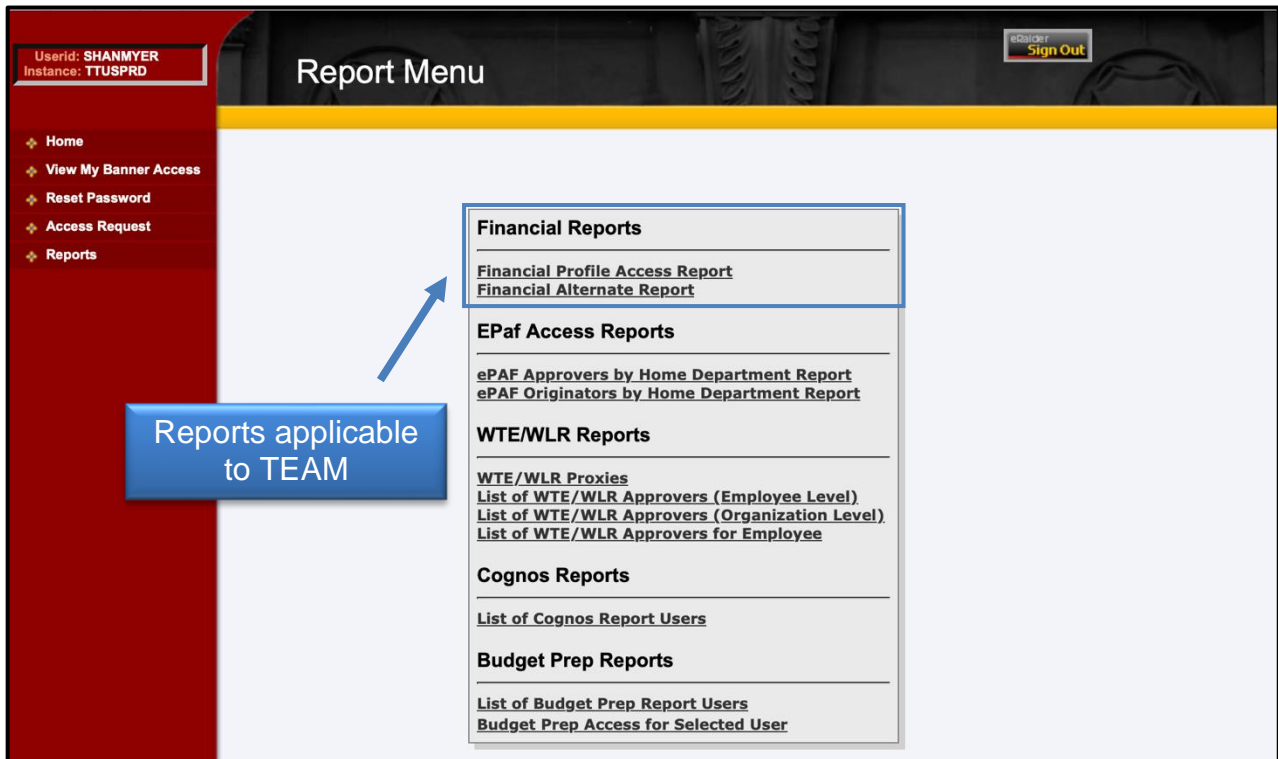 Userid: SHANMYER
Instance: TTUSPRD
Report Menu
eRaider
Sign Out
Home
View My Banner Access
Reset Password
Access Request
Reports
Financial Reports
Financial Profile Access Report
Financial Alternate Report
EPaf Access Reports
ePAF Approvers by Home Department Report
ePAF Originators by Home Department Report
Reports applicable
to TEAM
WTE/WLR Reports
WTE/WLR Proxies
List of WTE/WLR Approvers (Employee Level)
List of WTE/WLR Approvers (Organization Level)
List of WTE/WLR Approvers for Employee
Cognos Reports
List of Cognos Report Users
Budget Prep Reports
List of Budget Prep Report Users
Budget Prep Access for Selected User